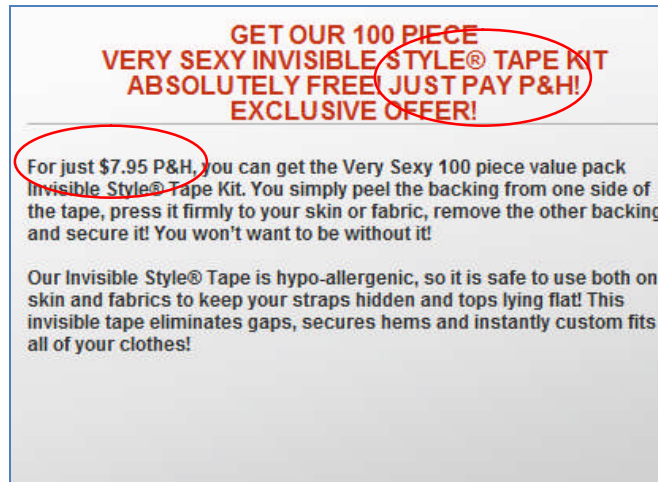 GET OUR 100 PIECE
VERY SEXY INVISIBLE STYLE® TAPE KIT
ABSOLUTELY FREE! JUST PAY P&H!
EXCLUSIVE OFFER!
For just $7.95 P&H, you can get the Very Sexy 100 piece value pack
Invisible Style® Tape Kit. You simply peel the backing from one side of
the tape, press it firmly to your skin or fabric, remove the other backing
and secure it! You won't want to be without it!
Our Invisible Style® Tape is hypo-allergenic, so it is safe to use both on
skin and fabrics to keep your straps hidden and tops lying flat! This
invisible tape eliminates gaps, secures hems and instantly custom fits
all of your clothes!